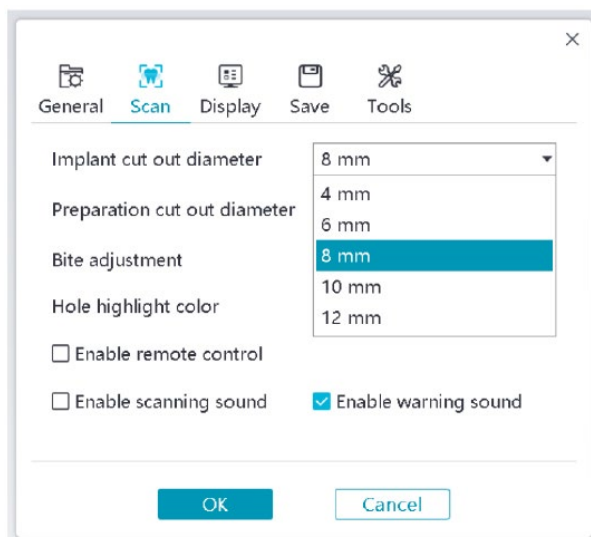 General Scan Display Save Tools
Implant cut out diameter 8 mm
4 mm
Preparation cut out diameter
6 mm
Bite adjustment 8 mm
10 mm
Hole highlight color
12 mm
Enable remote control
Enable scanning sound Enable warning sound
OK Cancel